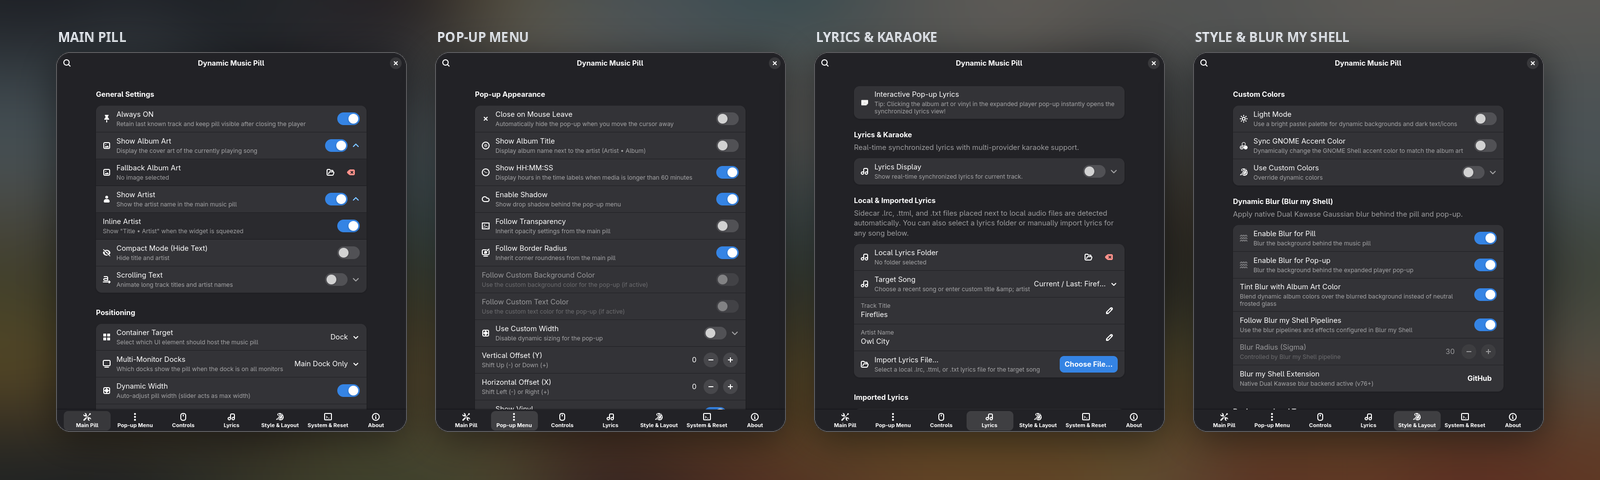 MAIN PILL
Dynamic Music Pill
General Settings
Always ON
Retain last known track and keep pill visible after closing the player
Show Album Art
Display the cover art of the currently playing song
Fallback Album Art
No image selected
Show Artist
Show the artist name in the main music pill
Inline Artist
Show "Title • Artist" when the widget is squeezed
Compact Mode (Hide Text)
Hide title and artist
Scrolling Text
Animate long track titles and artist names
Positioning
Container Target
Select which UI element should host the music pill
Dock
Multi-Monitor Docks
Which docks show the pill when the dock is on all monitors
Main Dock Only
Dynamic Width
Auto-adjust pill width (slider acts as max width)
Main Pill
Pop-up Menu
Controls
Lyrics
Style & Layout
System & Reset
About
POP-UP MENU
Dynamic Music Pill
Pop-up Appearance
Close on Mouse Leave
Automatically hide the pop-up when you move the cursor away
Show Album Title
Display album name next to the artist (Artist • Album)
Show HH:MM:SS
Display hours in the time labels when media is longer than 60 minutes
Enable Shadow
Show drop shadow behind the pop-up menu
Follow Transparency
Inherit opacity settings from the main pill
Follow Border Radius
Inherit corner roundness from the main pill
Follow Custom Background Color
Use the custom background color for the pop-up (if active)
Follow Custom Text Color
Use the custom text color for the pop-up (if active)
Use Custom Width
Disable dynamic sizing for the pop-up
Vertical Offset (Y)
Shift Up (-) or Down (+)
0
Horizontal Offset (X)
Shift Left (-) or Right (+)
0
Show Vinyl
Main Pill
Pop-up Menu
Controls
Lyrics
Style & Layout
System & Reset
About
LYRICS & KARAOKE
Dynamic Music Pill
Interactive Pop-up Lyrics
Tip: Clicking the album art or vinyl in the expanded player pop-up instantly opens the
synchronized lyrics view!
Lyrics & Karaoke
Real-time synchronized lyrics with multi-provider karaoke support.
Lyrics Display
Show real-time synchronized lyrics for current track.
Local & Imported Lyrics
Sidecar .lrc, .ttml, and .txt files placed next to local audio files are detected
automatically. You can also select a lyrics folder or manually import lyrics for
any song below.
Local Lyrics Folder
No folder selected
Target Song
Choose a recent song or enter custom title &amp; artist
Current / Last: Firef...
Track Title
Fireflies
Artist Name
Owl City
Import Lyrics File...
Select a local .lrc, .ttml, or .txt lyrics file for the target song
Choose File...
Imported Lyrics
Main Pill
Pop-up Menu
Controls
Lyrics
Style & Layout
System & Reset
About
STYLE & BLUR MY SHELL
Dynamic Music Pill
Custom Colors
Light Mode
Use a bright pastel palette for dynamic backgrounds and dark text/icons
Sync GNOME Accent Color
Dynamically change the GNOME Shell accent color to match the album art
Use Custom Colors
Override dynamic colors
Dynamic Blur (Blur my Shell)
Apply native Dual Kawase Gaussian blur behind the pill and pop-up.
Enable Blur for Pill
Blur the background behind the music pill
Enable Blur for Pop-up
Blur the background behind the expanded player pop-up
Tint Blur with Album Art Color
Blend dynamic album colors over the blurred background instead of neutral
frosted glass
Follow Blur my Shell Pipelines
Use the blur pipelines and effects configured in Blur my Shell
Blur Radius (Sigma)
Controlled by Blur my Shell pipeline
30
Blur my Shell Extension
Native Dual Kawase blur backend active (v76+)
GitHub
Main Pill
Pop-up Menu
Controls
Lyrics
Style & Layout
System & Reset
About